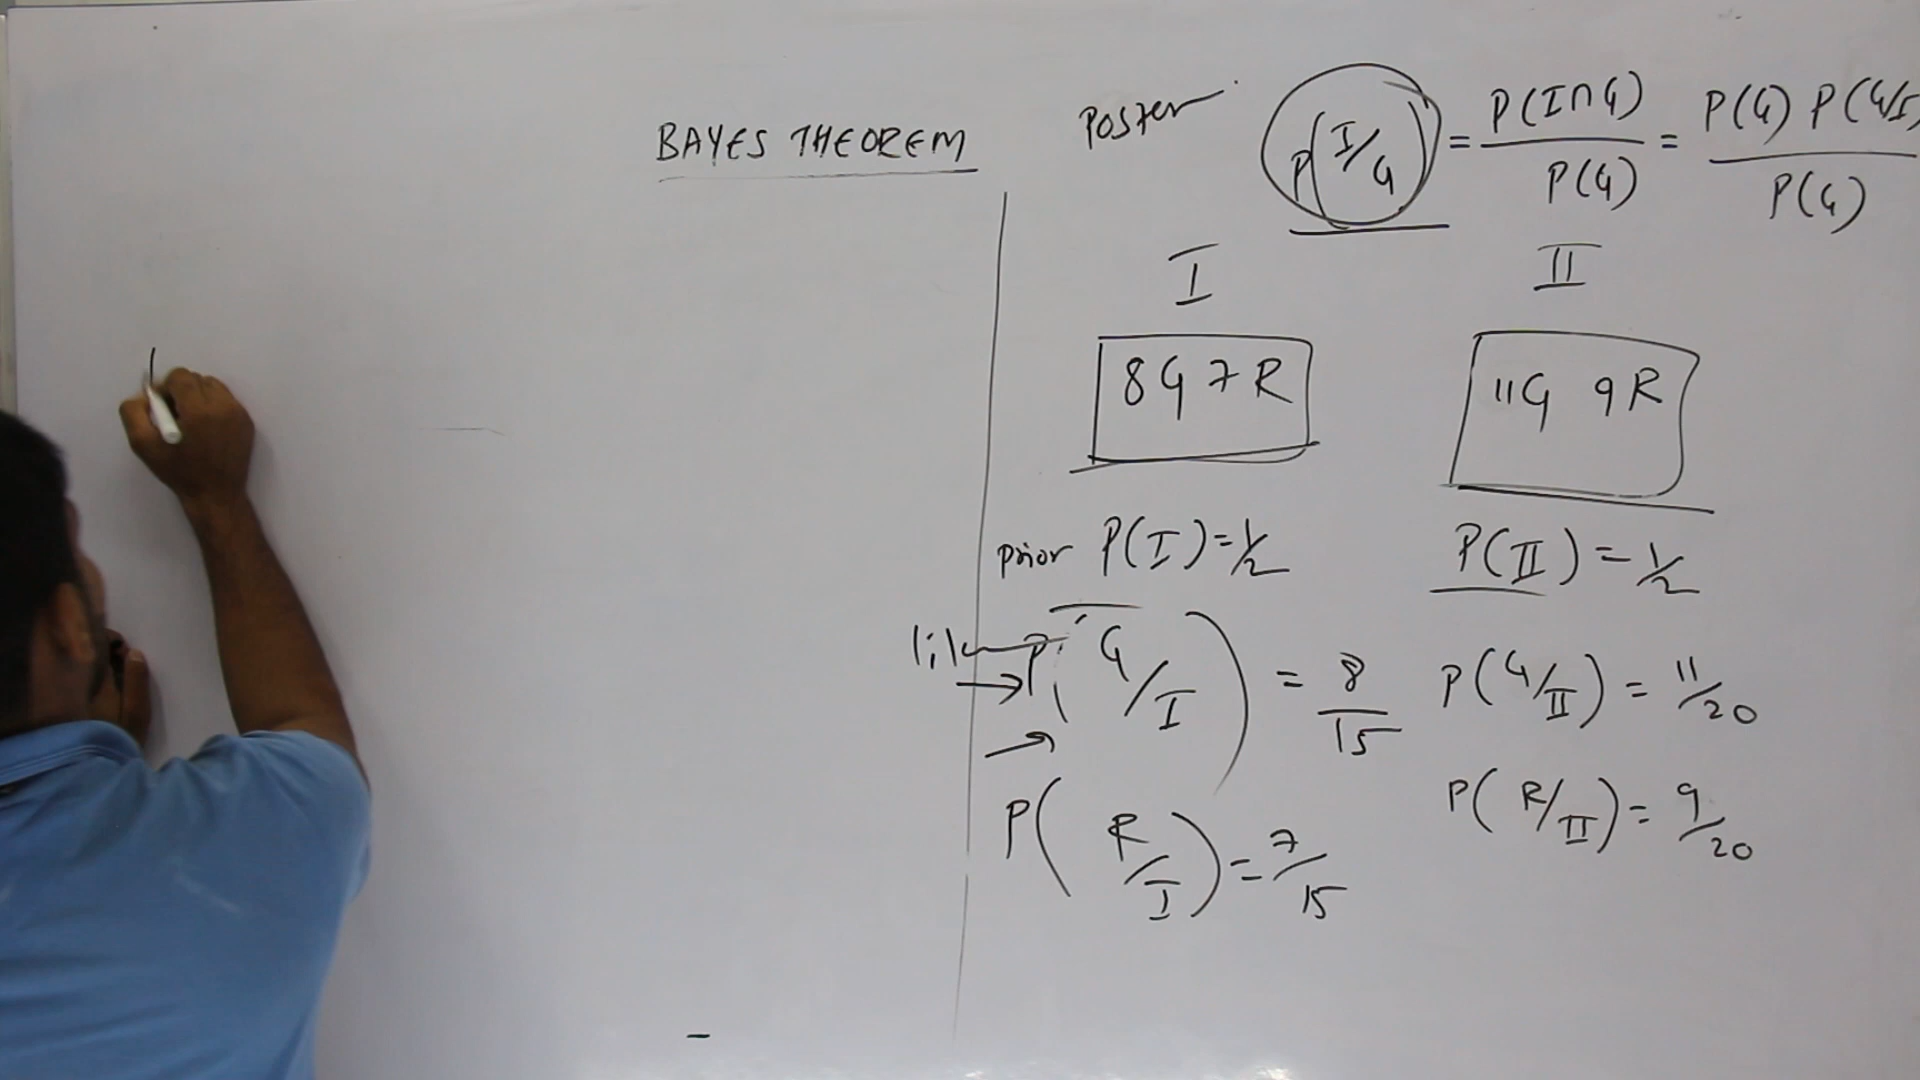 BAYES THEOREM
Poster P(I/G) = P(I∩G)/P(G) = P(G) P(G/I)/P(G)
I II
8G 7R 11G 9R
prior P(I)=1/2 P(II)=1/2
P(G/I) = 8/15 P(G/II) = 11/20
P(R/I) = 7/15 P(R/II) = 9/20